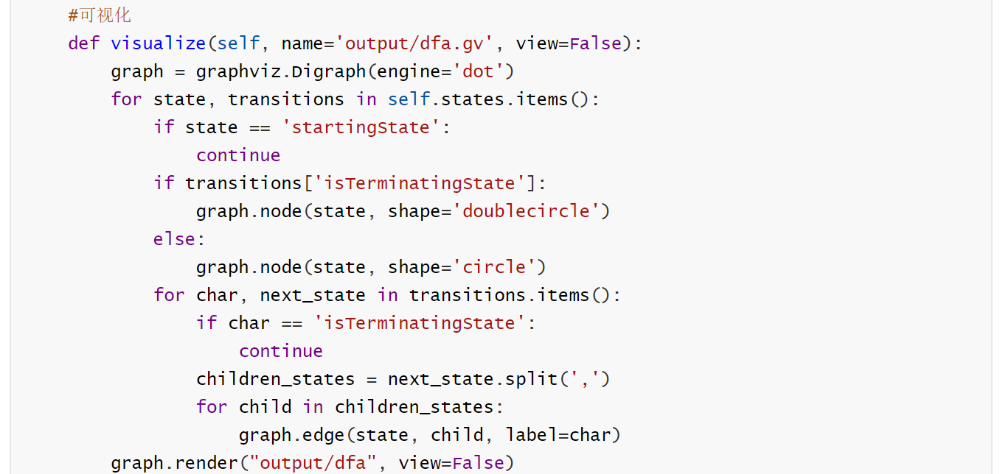 #可视化
def visualize(self, name='output/dfa.gv', view=False):
    graph = graphviz.Digraph(engine='dot')
    for state, transitions in self.states.items():
        if state == 'startingState':
            continue
        if transitions['isTerminatingState']:
            graph.node(state, shape='doublecircle')
        else:
            graph.node(state, shape='circle')
        for char, next_state in transitions.items():
            if char == 'isTerminatingState':
                continue
            children_states = next_state.split(',')
            for child in children_states:
                graph.edge(state, child, label=char)
    graph.render("output/dfa", view=False)